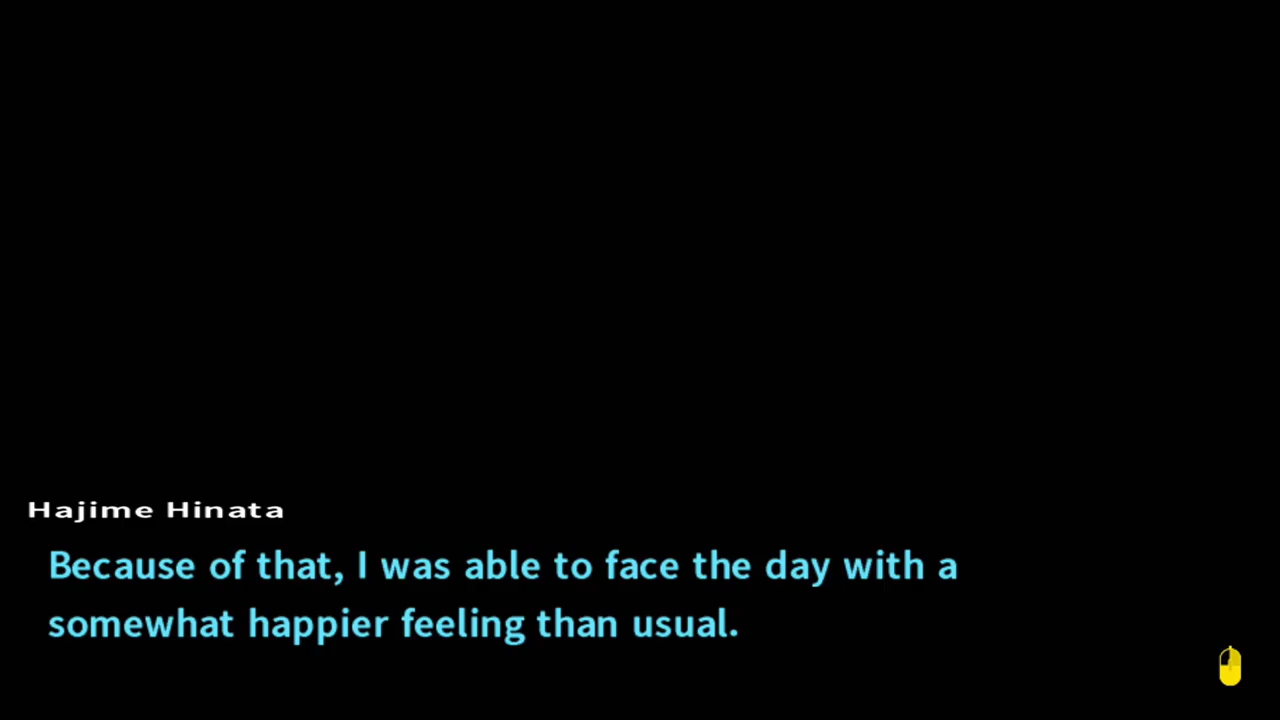 Hajime Hinata
Because of that, I was able to face the day with a
somewhat happier feeling than usual.